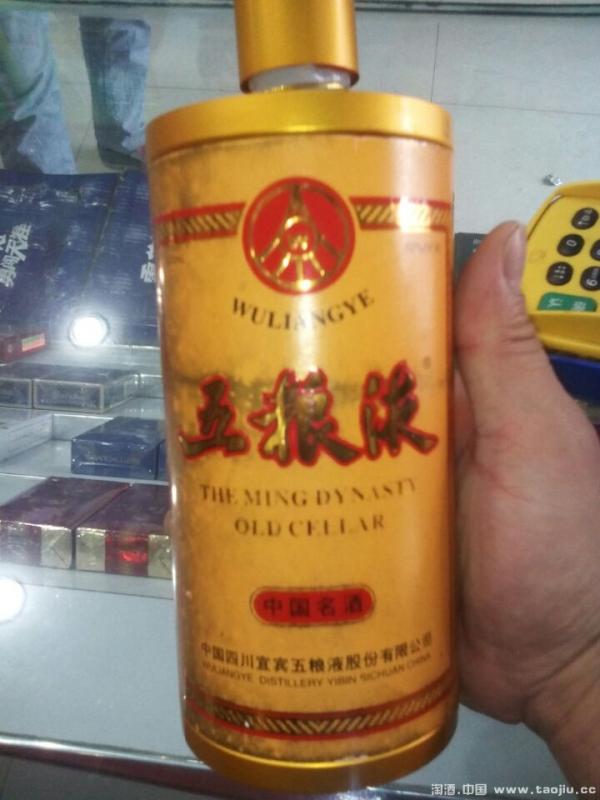 WULIANGYE
五粮液
THE MING DYNASTY
OLD CELLAR
中国名酒
中国四川宜宾五粮液股份有限公司
WULIANGYE DISTILLERY YIBIN SICHUAN CHINA
淘酒.中国 www.taojiu.cc